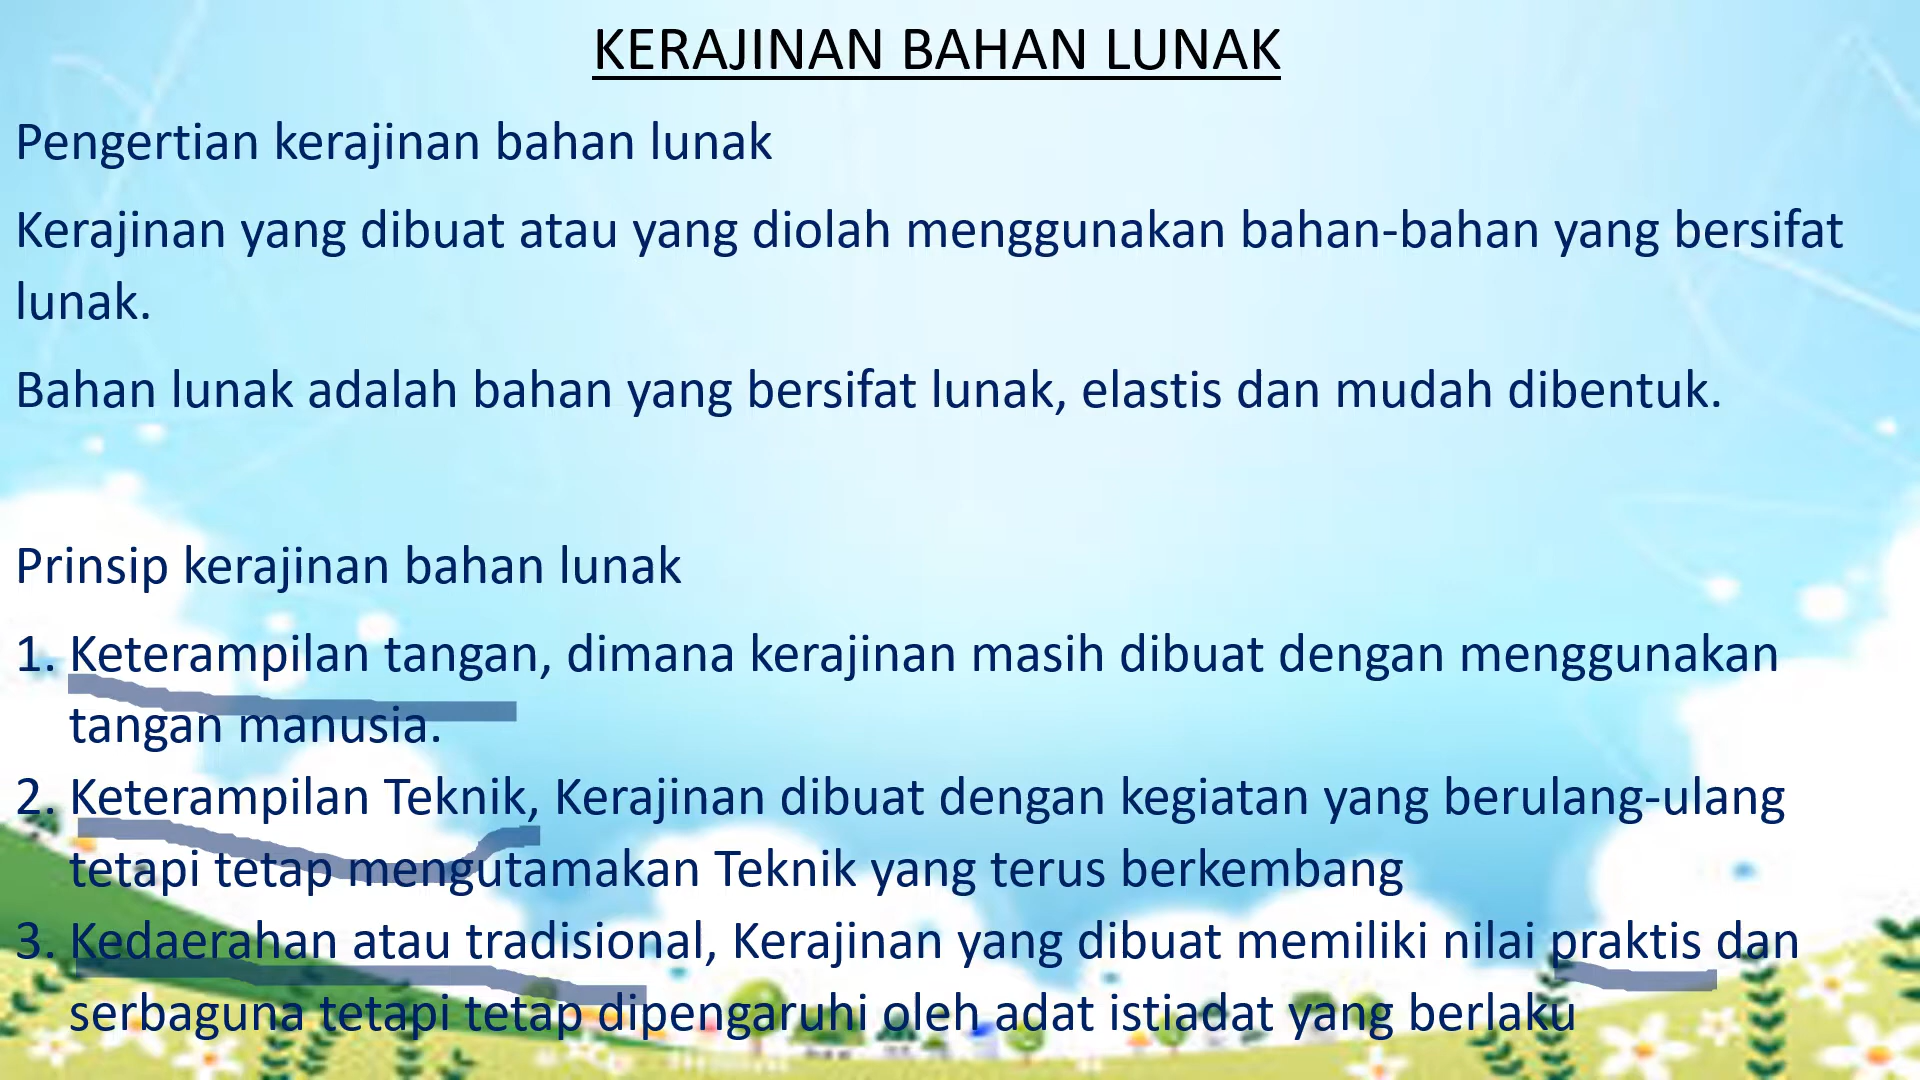 KERAJINAN BAHAN LUNAK
Pengertian kerajinan bahan lunak
Kerajinan yang dibuat atau yang diolah menggunakan bahan-bahan yang bersifat
lunak.
Bahan lunak adalah bahan yang bersifat lunak, elastis dan mudah dibentuk.
Prinsip kerajinan bahan lunak
1. Keterampilan tangan, dimana kerajinan masih dibuat dengan menggunakan
tangan manusia.
2. Keterampilan Teknik, Kerajinan dibuat dengan kegiatan yang berulang-ulang
tetapi tetap mengutamakan Teknik yang terus berkembang
3. Kedaerahan atau tradisional, Kerajinan yang dibuat memiliki nilai praktis dan
serbaguna tetapi tetap dipengaruhi oleh adat istiadat yang berlaku